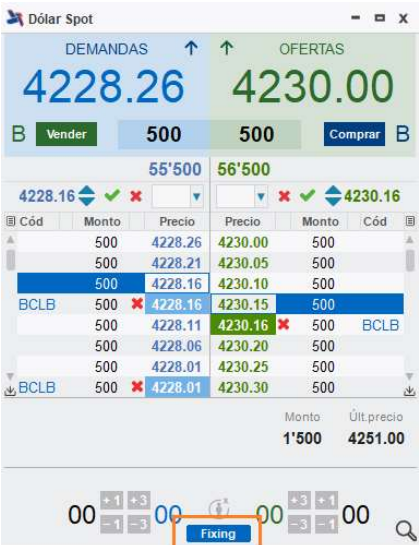 Dólar Spot
DEMANDAS OFERTAS
4228.26 4230.00
B Vender 500 500 Comprar B
55'500 56'500
4228.16 4230.16
Cód Monto Precio Precio Monto Cód
500 4228.26 4230.00 500
500 4228.21 4230.05 500
500 4228.16 4230.10 500
BCLB 500 4228.16 4230.15 500
500 4228.11 4230.16 500 BCLB
500 4228.06 4230.20 500
500 4228.01 4230.25 500
BCLB 500 4228.01 4230.30 500
Monto Últ.precio
1'500 4251.00
+1 +3 +3 +1
00 00 00 00
-1 -3 -3 -1
Fixing